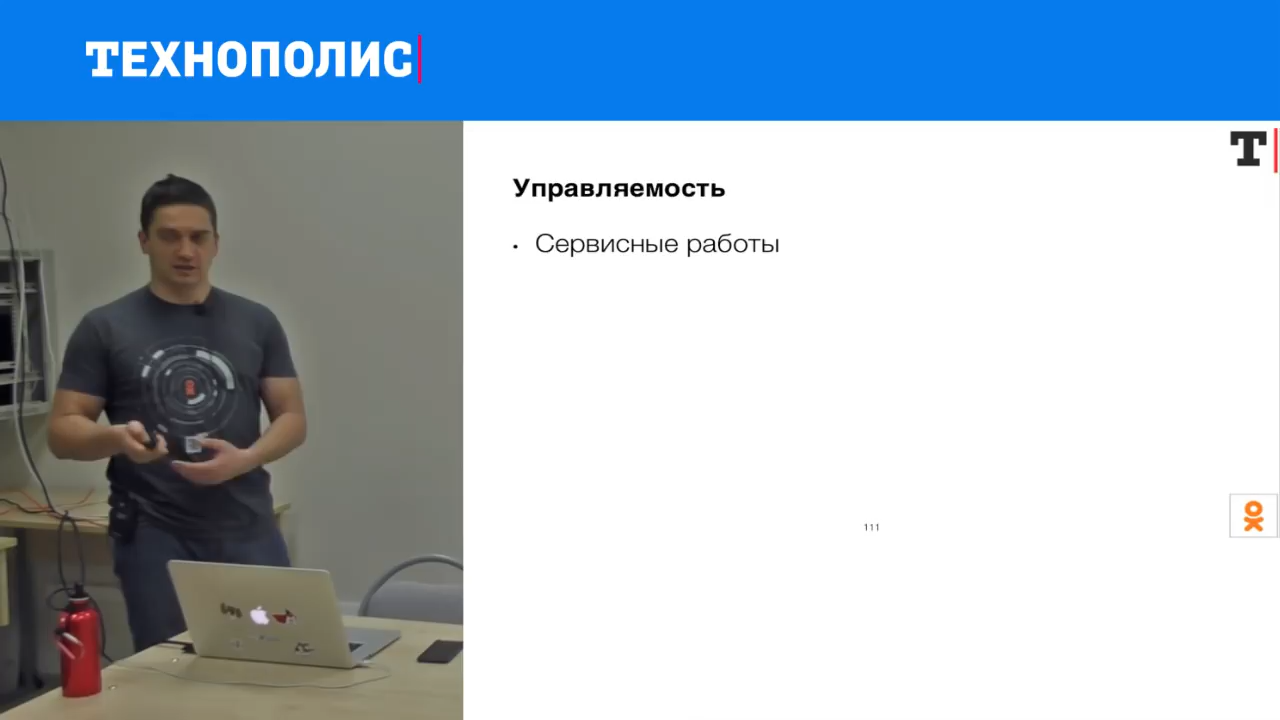 ТЕХНОПОЛИС
Т
Управляемость
• Сервисные работы
111